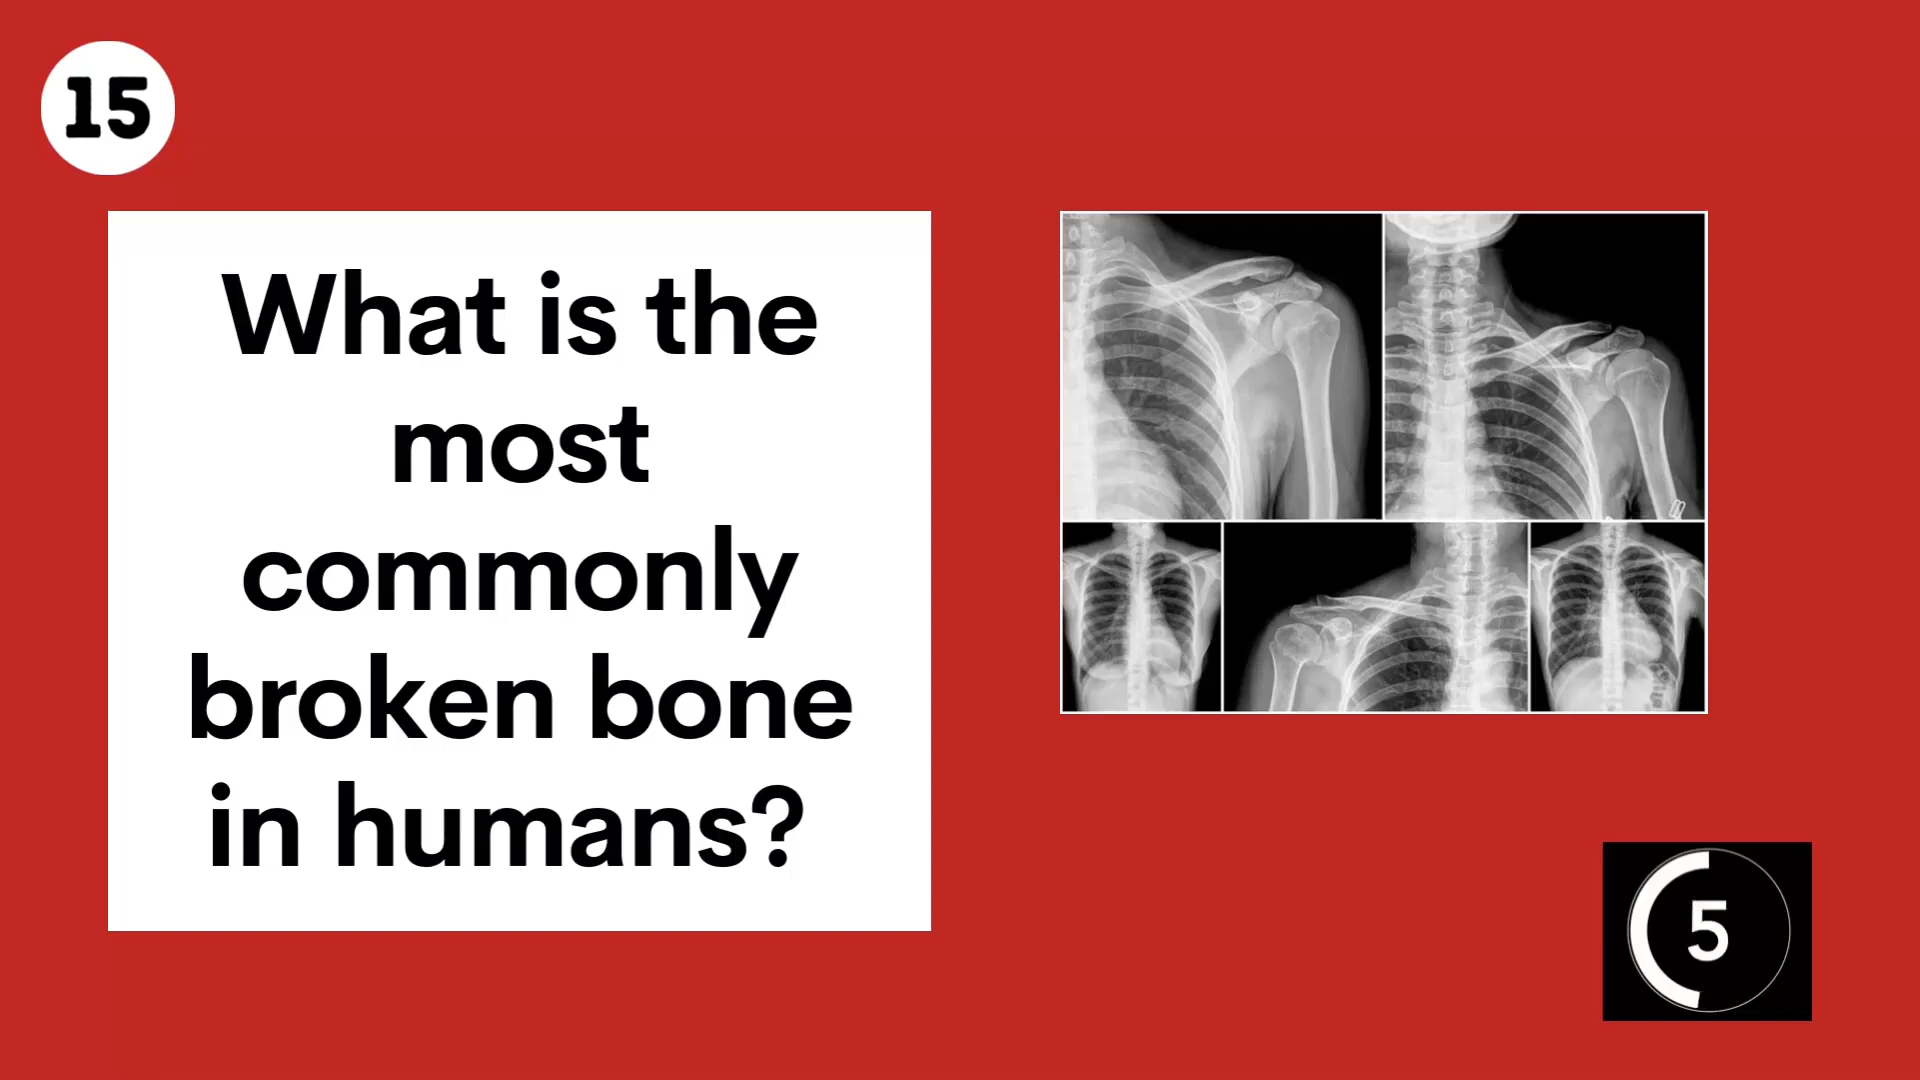 15
What is the
most
commonly
broken bone
in humans?
5